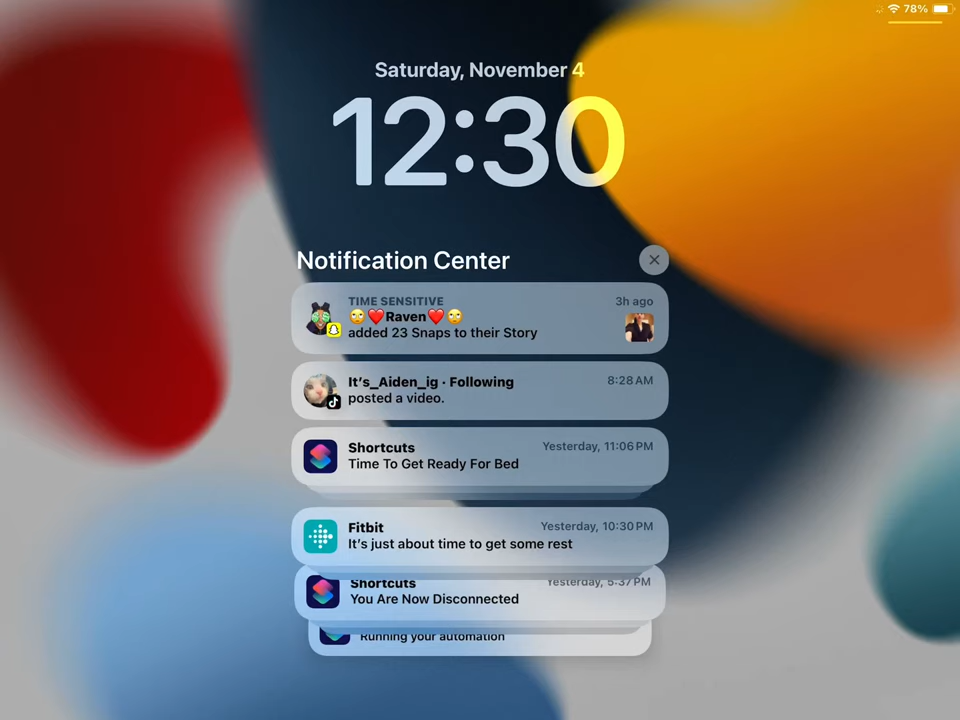 78%
Saturday, November 4
12:30
Notification Center
TIME SENSITIVE 3h ago
🙄❤️Raven❤️🙄
added 23 Snaps to their Story
It's_Aiden_ig · Following 8:28 AM
posted a video.
Shortcuts Yesterday, 11:06 PM
Time To Get Ready For Bed
Fitbit Yesterday, 10:30 PM
It's just about time to get some rest
Shortcuts Yesterday, 5:37 PM
You Are Now Disconnected
Running your automation